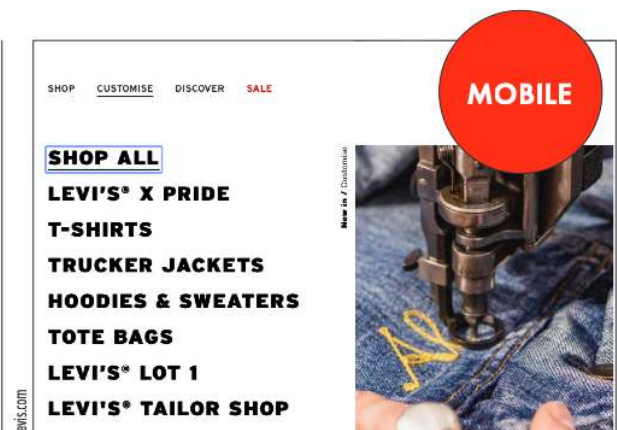 MOBILE
SHOP CUSTOMISE DISCOVER SALE
SHOP ALL
LEVI'S® X PRIDE
T-SHIRTS
TRUCKER JACKETS
HOODIES & SWEATERS
TOTE BAGS
LEVI'S® LOT 1
LEVI'S® TAILOR SHOP
New in / Customise
evis.com